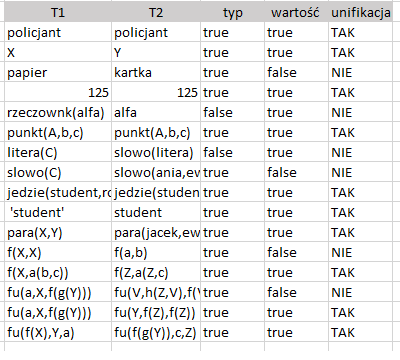 T1 T2 typ wartość unifikacja
policjant policjant true true TAK
X Y true true TAK
papier kartka true false NIE
125 125 true true TAK
rzeczownk(alfa) alfa false true NIE
punkt(A,b,c) punkt(A,b,c) true true TAK
litera(C) slowo(litera) false true NIE
slowo(C) slowo(ania,ew true false NIE
jedzie(student,ro jedzie(studen true true TAK
'student' student true true TAK
para(X,Y) para(jacek,ew true true TAK
f(X,X) f(a,b) true false NIE
f(X,a(b,c)) f(Z,a(Z,c) true true TAK
fu(a,X,f(g(Y))) fu(V,h(Z,V),f( true false NIE
fu(a,X,f(g(Y))) fu(Y,f(Z),f(Z)) true true TAK
fu(f(X),Y,a) fu(f(g(Y)),c,Z) true true TAK